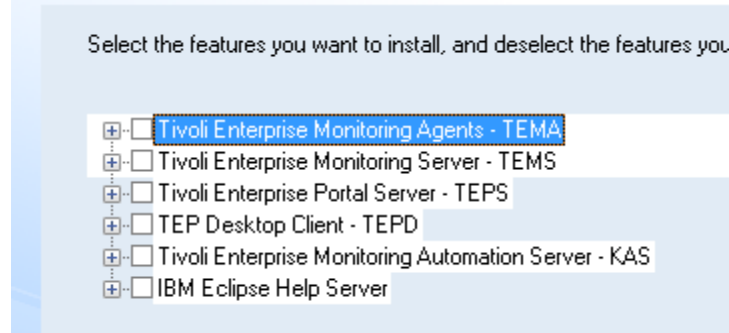 Select the features you want to install, and deselect the features you
Tivoli Enterprise Monitoring Agents - TEMA
Tivoli Enterprise Monitoring Server - TEMS
Tivoli Enterprise Portal Server - TEPS
TEP Desktop Client - TEPD
Tivoli Enterprise Monitoring Automation Server - KAS
IBM Eclipse Help Server